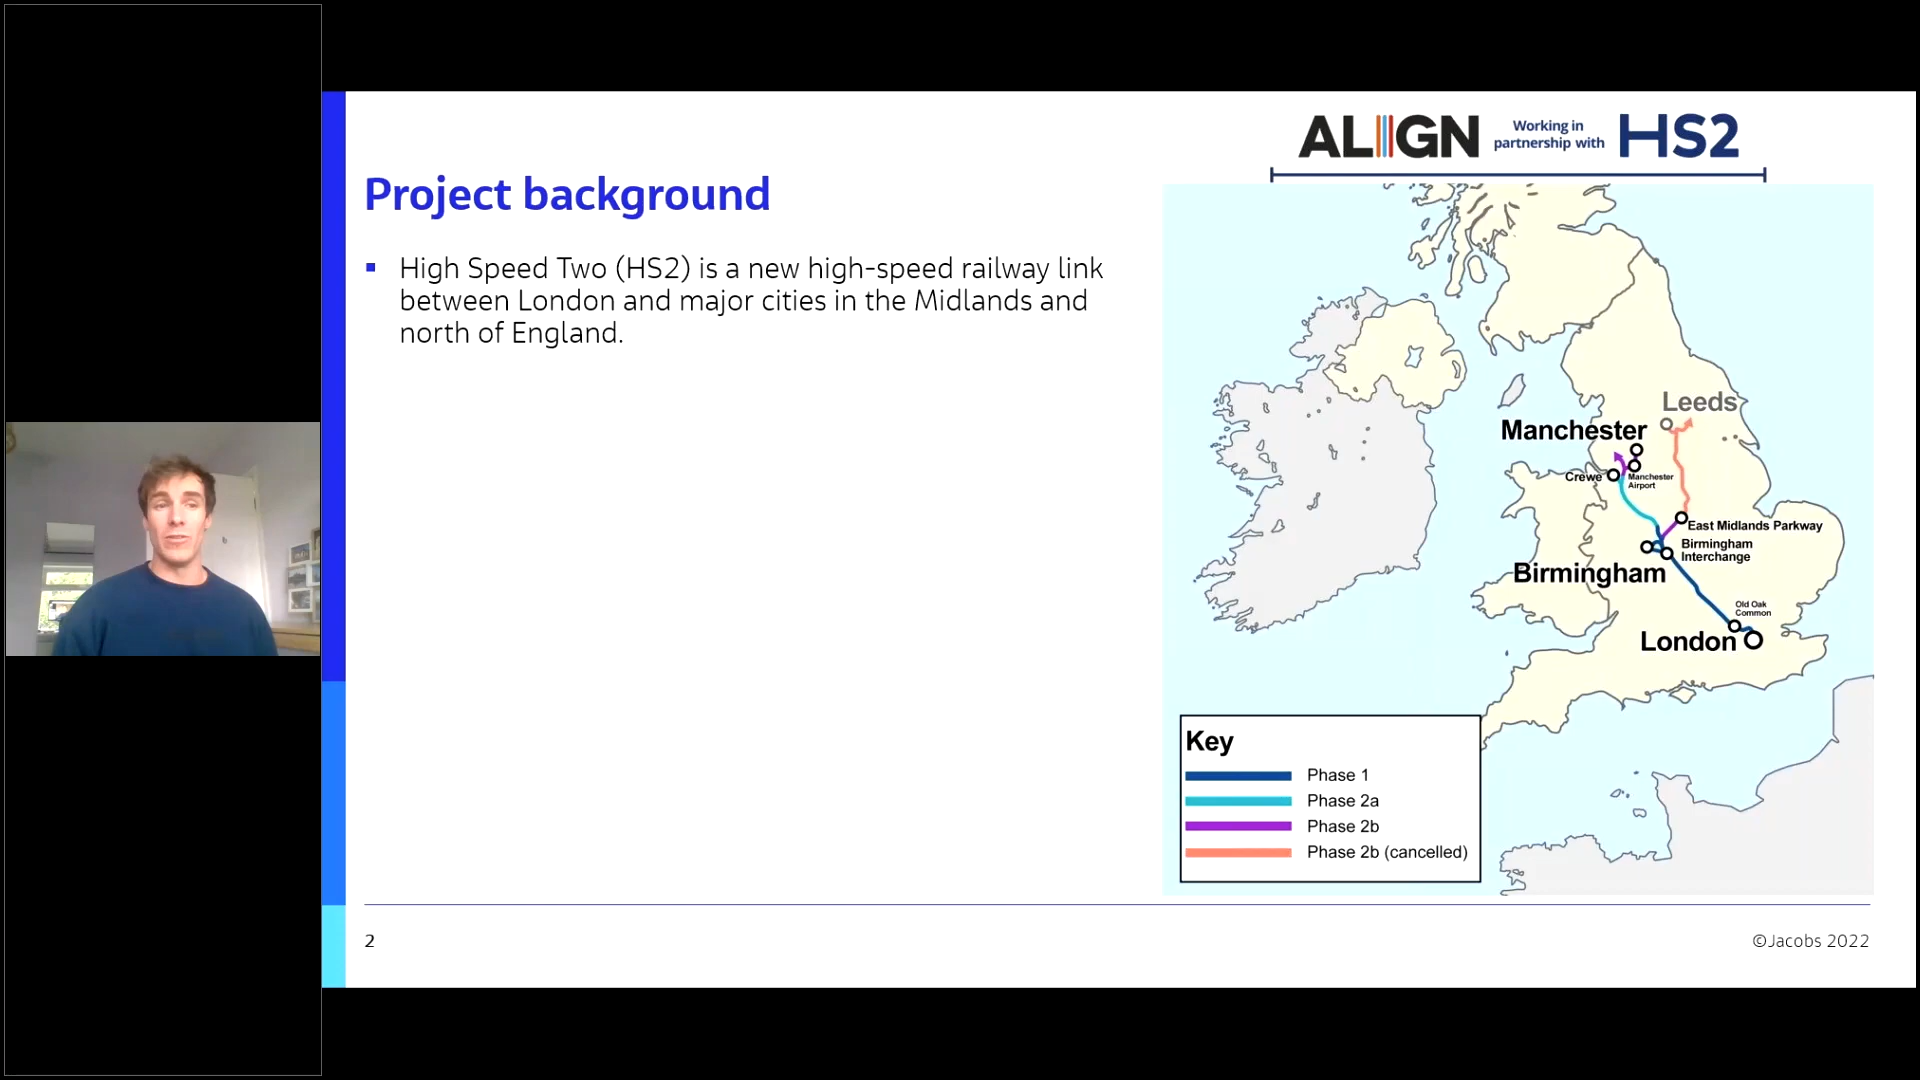 ALIGN Working in partnership with HS2
Project background
▪ High Speed Two (HS2) is a new high-speed railway link
between London and major cities in the Midlands and
north of England.
Leeds
Manchester
Crewe
Manchester
Airport
East Midlands Parkway
Birmingham
Interchange
Birmingham
Old Oak
Common
London
Key
Phase 1
Phase 2a
Phase 2b
Phase 2b (cancelled)
2
©Jacobs 2022